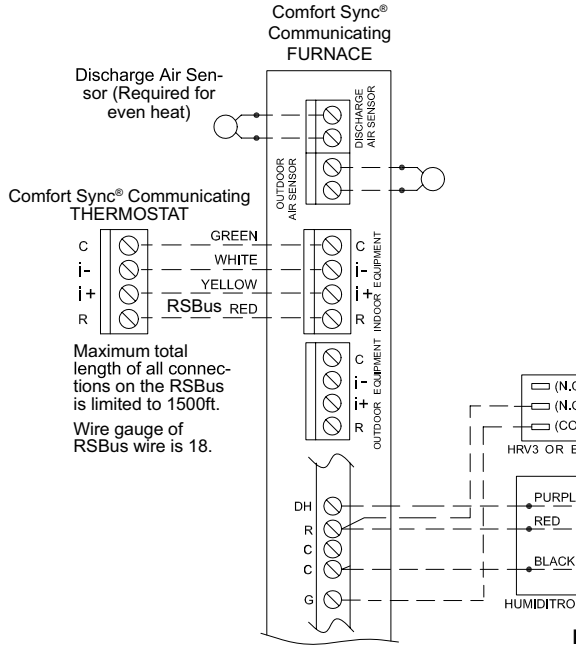 Comfort Sync®
Communicating
FURNACE
Discharge Air Sen-
sor (Required for
even heat)
DISCHARGE
AIR SENSOR
OUTDOOR
AIR SENSOR
Comfort Sync® Communicating
THERMOSTAT
C
i-
i+
R
GREEN
WHITE
YELLOW
RSBus RED
C
i-
i+
R
INDOOR EQUIPMENT
Maximum total
length of all connec-
tions on the RSBus
is limited to 1500ft.
Wire gauge of
RSBus wire is 18.
C
i-
i+
R
OUTDOOR EQUIPMENT
DH
R
C
C
G
(N.
(N.
(CO
HRV3 OR
PURPL
RED
BLACK
HUMIDITRO